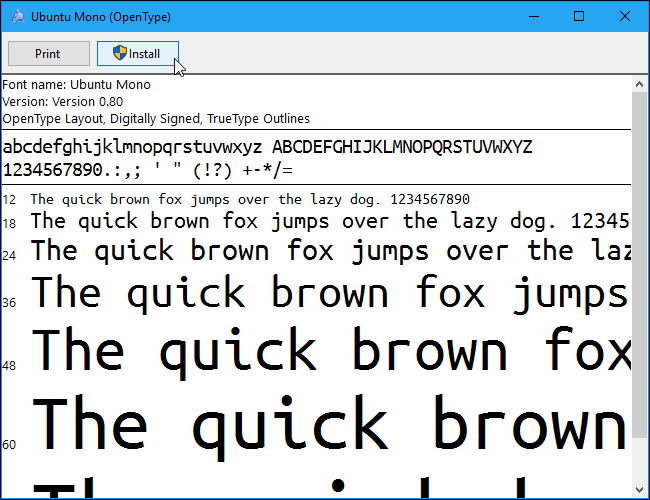 Ubuntu Mono (OpenType)
Print Install
Font name: Ubuntu Mono
Version: Version 0.80
OpenType Layout, Digitally Signed, TrueType Outlines
abcdefghijklmnopqrstuvwxyz ABCDEFGHIJKLMNOPQRSTUVWXYZ
1234567890.:,; ' " (!?) +-*/=
12 The quick brown fox jumps over the lazy dog. 1234567890
18 The quick brown fox jumps over the lazy dog. 12345
24 The quick brown fox jumps over the laz
36 The quick brown fox jumps
48 The quick brown fox
60 The quick brown